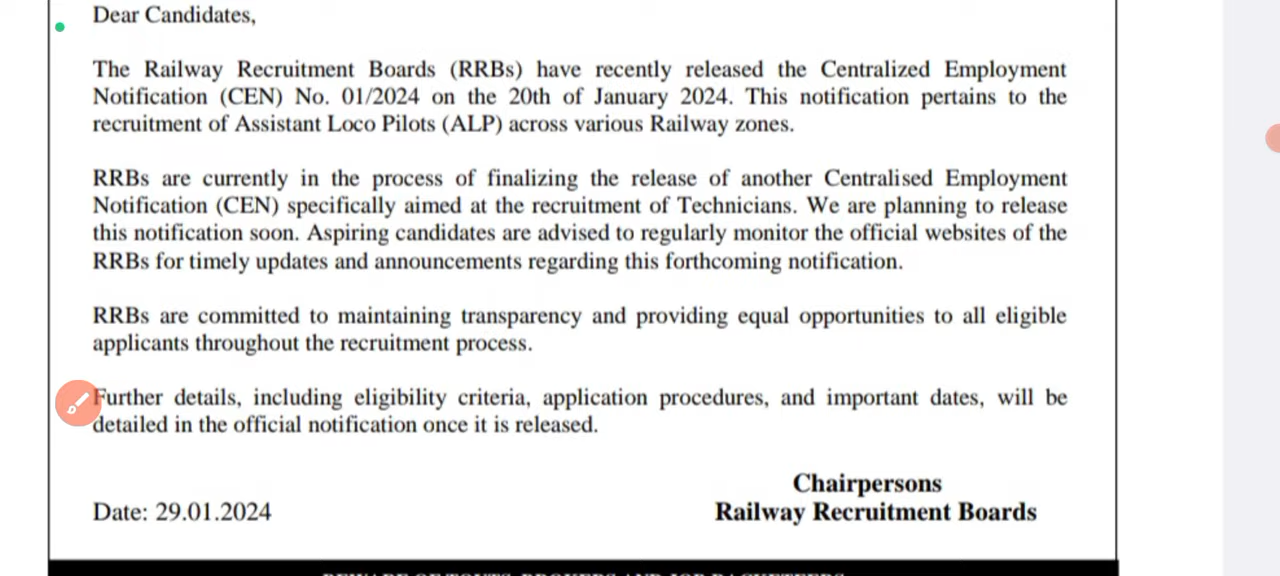 Dear Candidates,
The Railway Recruitment Boards (RRBs) have recently released the Centralized Employment
Notification (CEN) No. 01/2024 on the 20th of January 2024. This notification pertains to the
recruitment of Assistant Loco Pilots (ALP) across various Railway zones.
RRBs are currently in the process of finalizing the release of another Centralised Employment
Notification (CEN) specifically aimed at the recruitment of Technicians. We are planning to release
this notification soon. Aspiring candidates are advised to regularly monitor the official websites of the
RRBs for timely updates and announcements regarding this forthcoming notification.
RRBs are committed to maintaining transparency and providing equal opportunities to all eligible
applicants throughout the recruitment process.
Further details, including eligibility criteria, application procedures, and important dates, will be
detailed in the official notification once it is released.
Chairpersons
Date: 29.01.2024 Railway Recruitment Boards